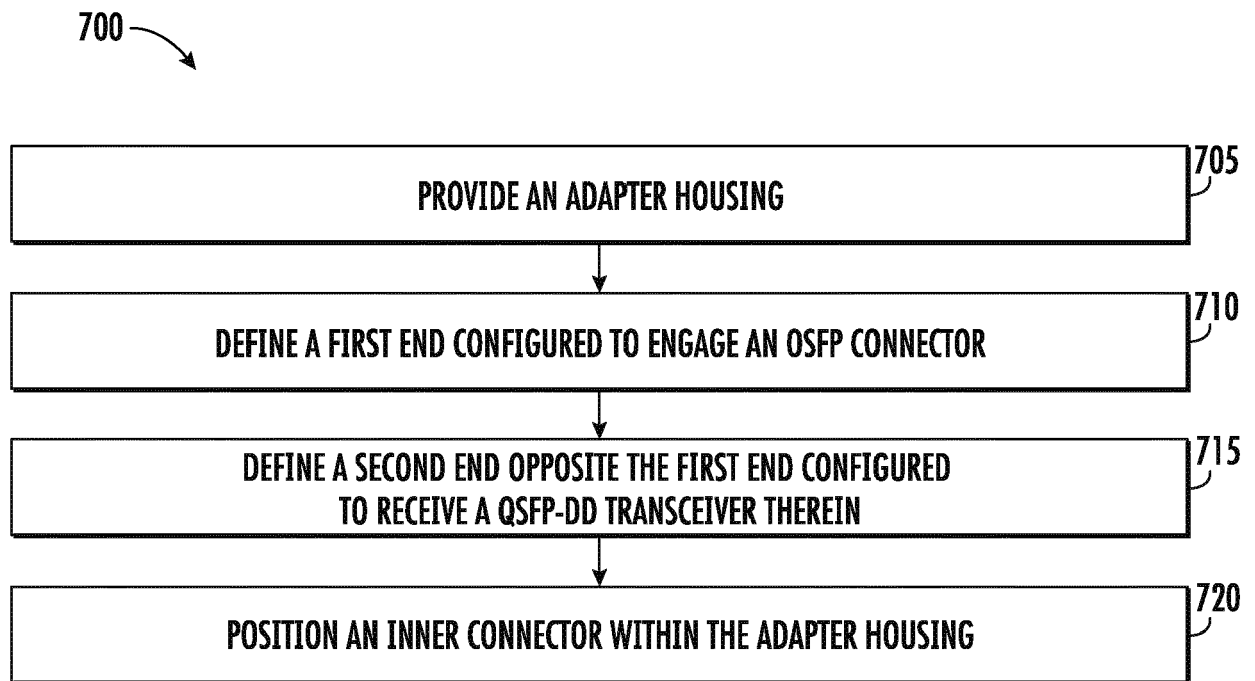 700
705
PROVIDE AN ADAPTER HOUSING
710
DEFINE A FIRST END CONFIGURED TO ENGAGE AN OSFP CONNECTOR
715
DEFINE A SECOND END OPPOSITE THE FIRST END CONFIGURED
TO RECEIVE A QSFP-DD TRANSCEIVER THEREIN
720
POSITION AN INNER CONNECTOR WITHIN THE ADAPTER HOUSING